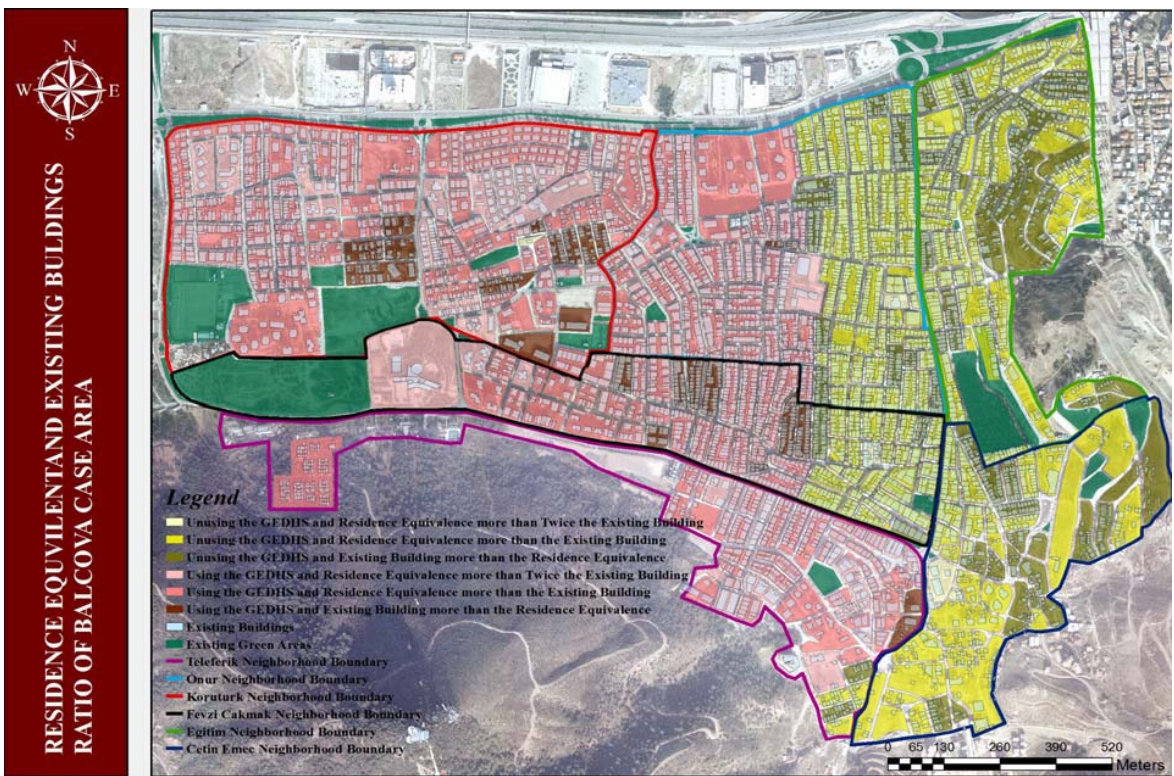 N
W E
S
RESIDENCE EQUVILENTAND EXISTING BUILDINGS
RATIO OF BALCOVA CASE AREA
Legend
Unusing the GEDHS and Residence Equivalence more than Twice the Existing Building
Unusing the GEDHS and Residence Equivalence more than the Existing Building
Unusing the GEDHS and Existing Building more than the Residence Equivalence
Using the GEDHS and Residence Equivalence more than Twice the Existing Building
Using the GEDHS and Residence Equivalence more than the Existing Building
Using the GEDHS and Existing Building more than the Residence Equivalence
Existing Buildings
Existing Green Areas
Teleferik Neighborhood Boundary
Onur Neighborhood Boundary
Koruturk Neighborhood Boundary
Fevzi Cakmak Neighborhood Boundary
Egitim Neighborhood Boundary
Cetin Emec Neighborhood Boundary
0 65 130 260 390 520
Meters